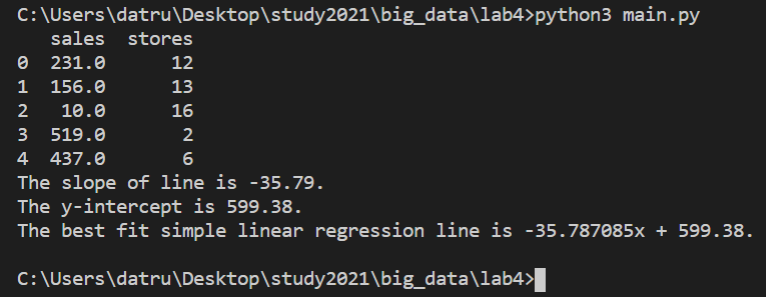 C:\Users\datru\Desktop\study2021\big_data\lab4>python3 main.py
sales stores
0 231.0 12
1 156.0 13
2 10.0 16
3 519.0 2
4 437.0 6
The slope of line is -35.79.
The y-intercept is 599.38.
The best fit simple linear regression line is -35.787085x + 599.38.
C:\Users\datru\Desktop\study2021\big_data\lab4>